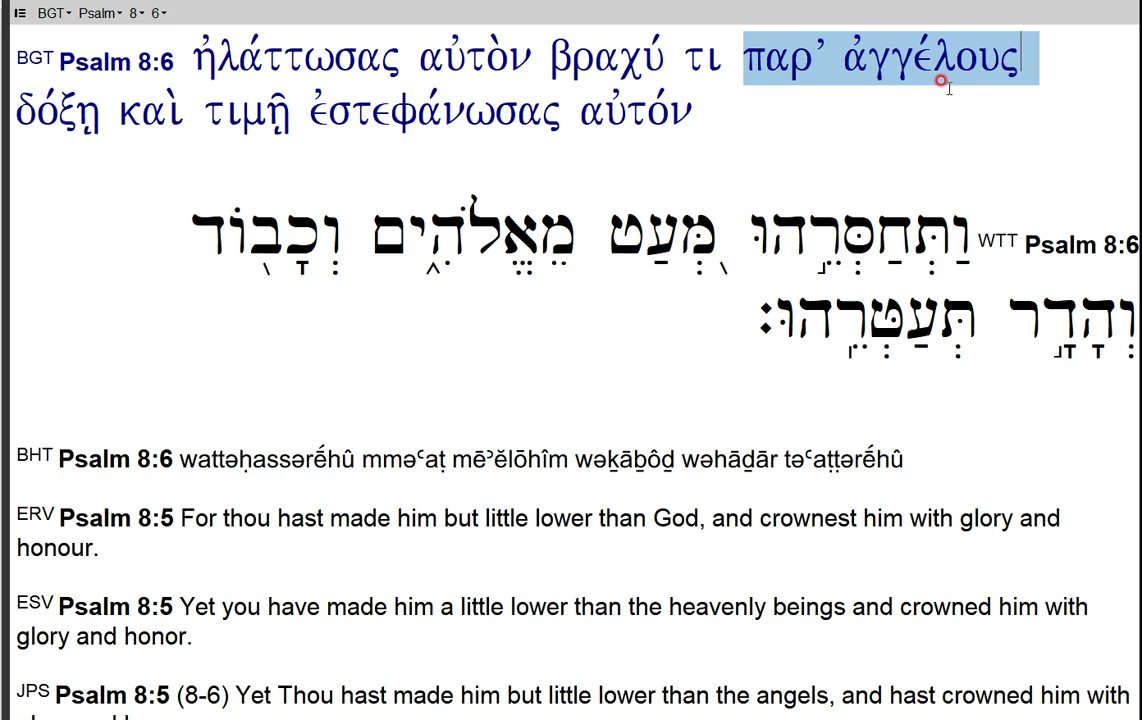 BGT Psalm 8 6
BGT Psalm 8:6 ἠλάττωσας αὐτὸν βραχύ τι παρ’ ἀγγέλους
δόξῃ καὶ τιμῇ ἐστεφάνωσας αὐτόν
WTT Psalm 8:6 וַתְּחַסְּרֵ֣הוּ מְּ֭עַט מֵאֱלֹהִ֑ים וְכָב֖וֹד
וְהָדָ֣ר תְּעַטְּרֵֽהוּ׃
BHT Psalm 8:6 wattəḥassərḗhû mməˁaṭ mēˀĕlōhîm wəḵāḇôḏ wəhāḏār təˁaṭṭərḗhû
ERV Psalm 8:5 For thou hast made him but little lower than God, and crownest him with glory and
honour.
ESV Psalm 8:5 Yet you have made him a little lower than the heavenly beings and crowned him with
glory and honor.
JPS Psalm 8:5 (8-6) Yet Thou hast made him but little lower than the angels, and hast crowned him with